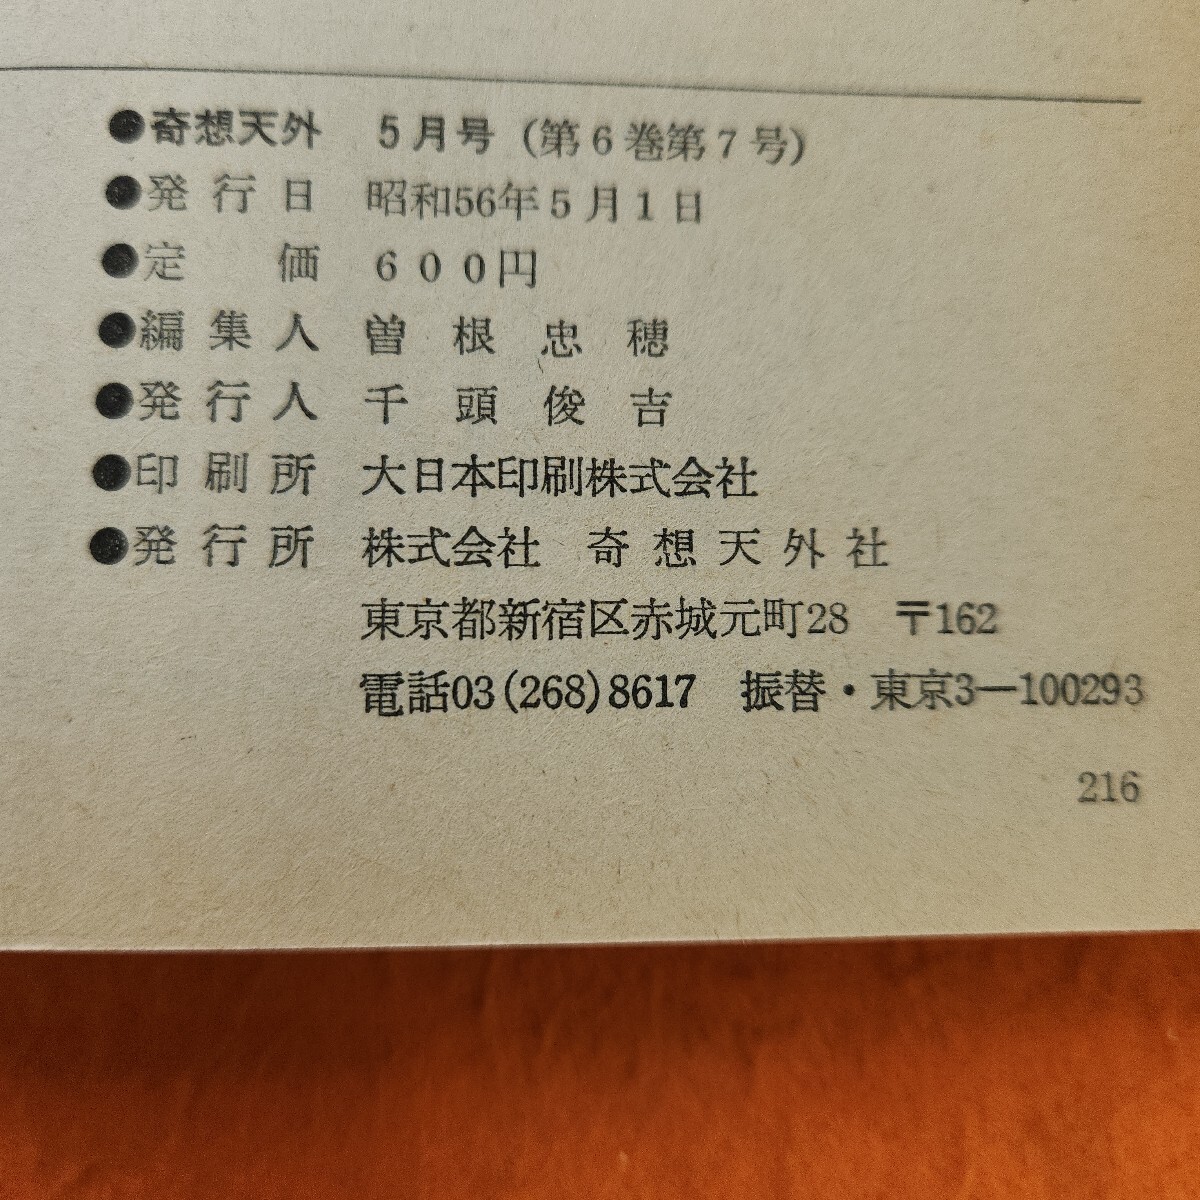 ●奇想天外 5月号（第6巻第7号）
●発行日 昭和56年5月1日
●定価 600円
●編集人 曽根忠穂
●発行人 千頭俊吉
●印刷所 大日本印刷株式会社
●発行所 株式会社 奇想天外社
東京都新宿区赤城元町28 〒162
電話03(268)8617 振替・東京3―100293
216